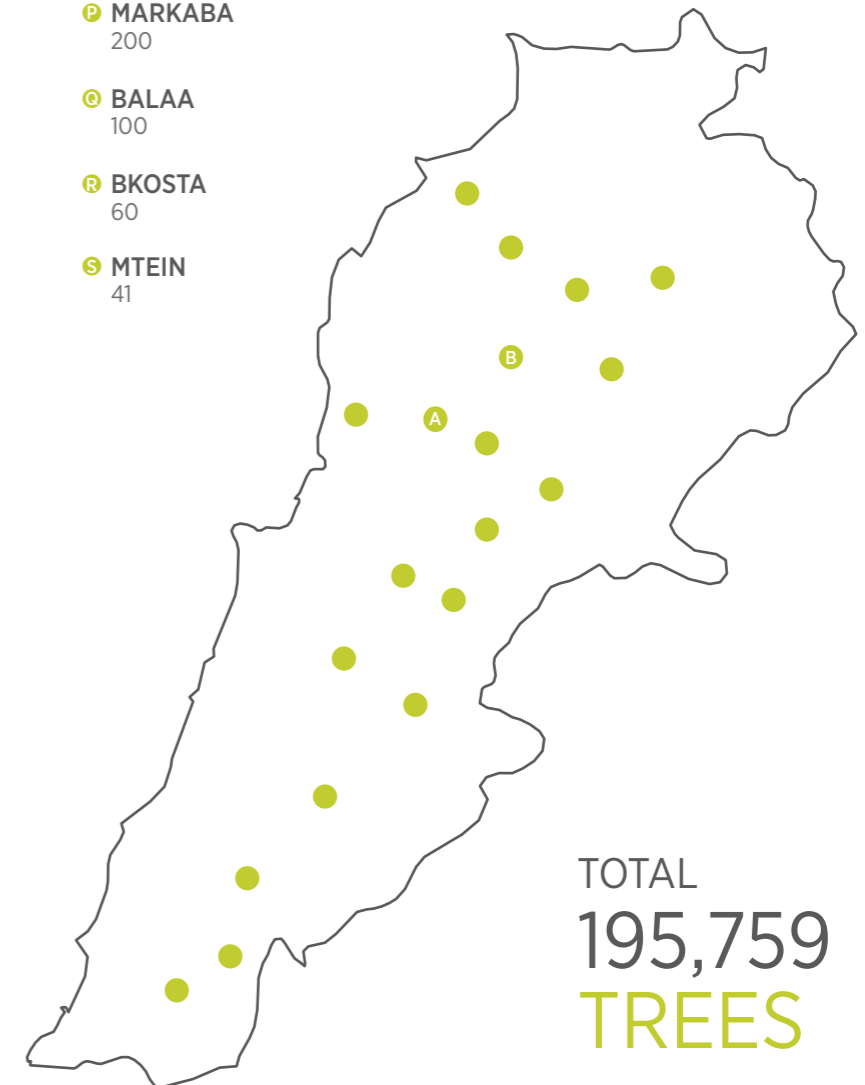 P MARKABA
200
Q BALAA
100
R BKOSTA
60
S MTEIN
41
B
A
TOTAL
195,759
TREES